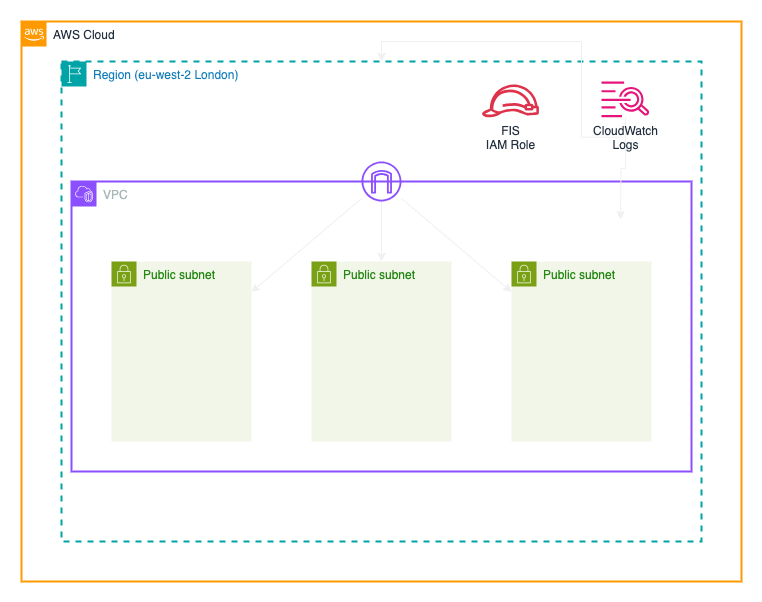 aws
AWS Cloud
Region (eu-west-2 London)
FIS
IAM Role
CloudWatch
Logs
VPC
Public subnet
Public subnet
Public subnet